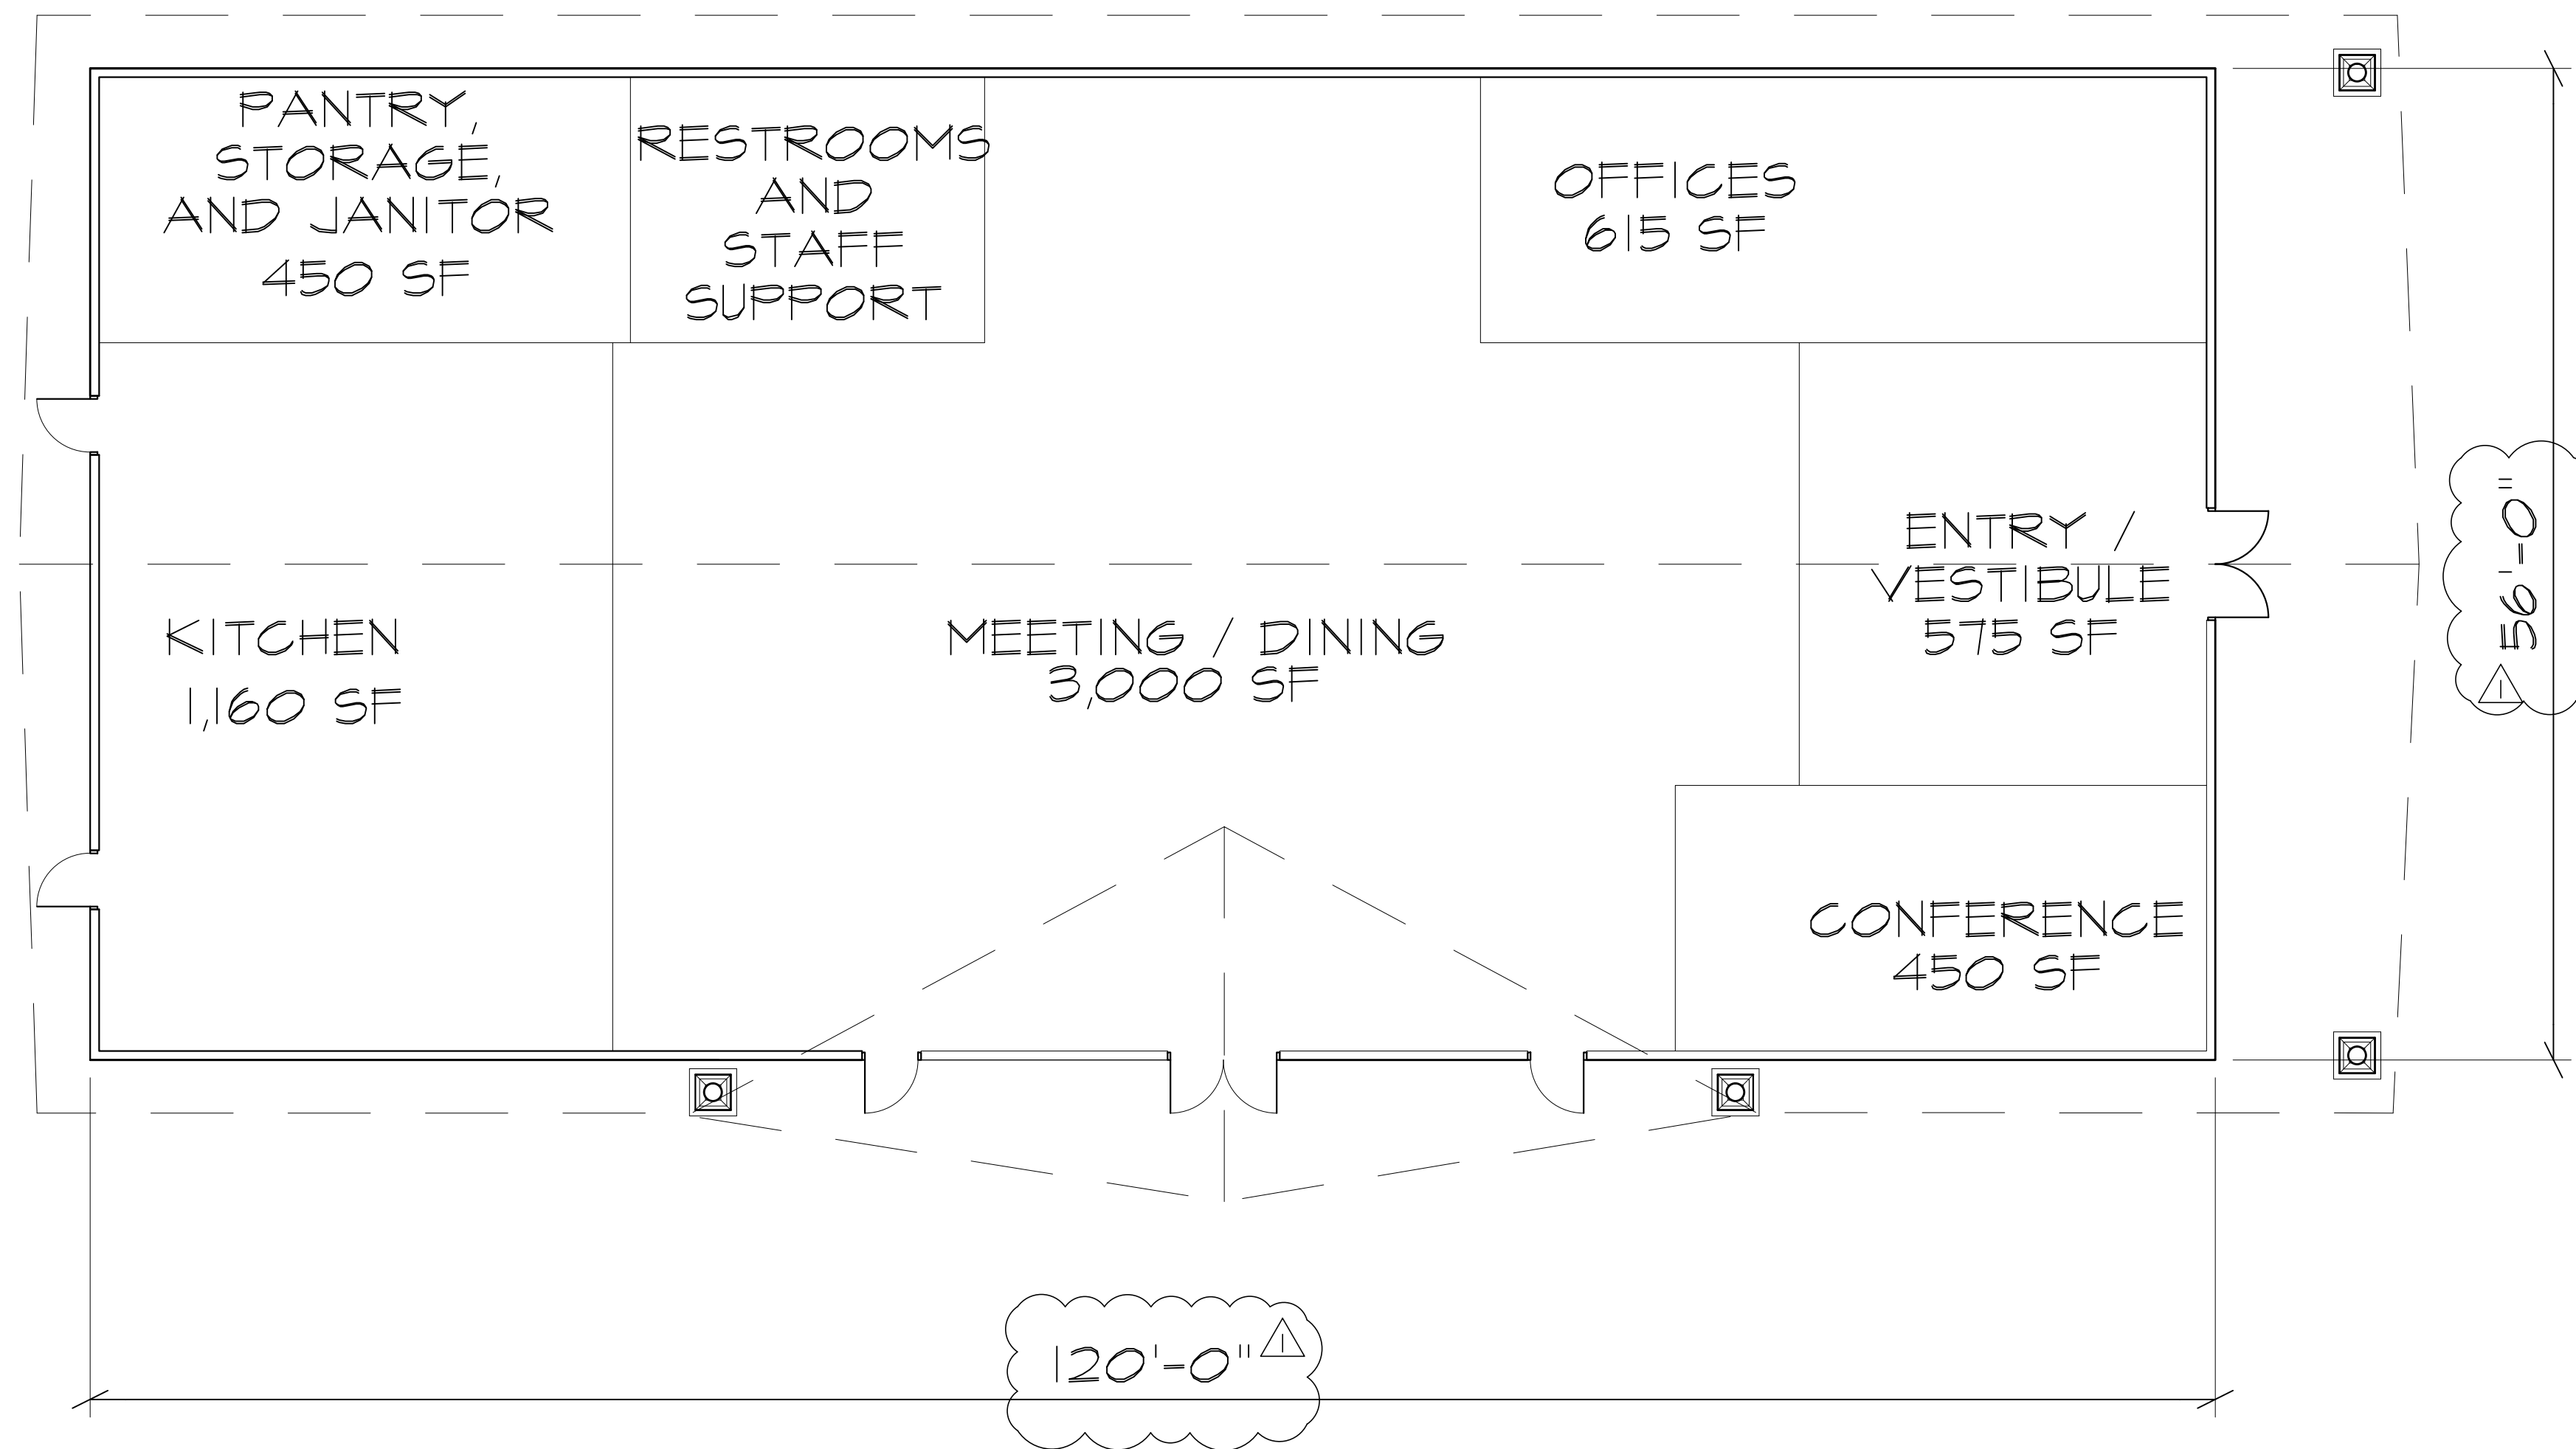 PANTRY,
STORAGE,
AND JANITOR
450 SF
RESTROOMS
AND
STAFF
SUPPORT
OFFICES
615 SF
KITCHEN
1,160 SF
MEETING / DINING
3,000 SF
ENTRY /
VESTIBULE
575 SF
CONFERENCE
450 SF
56'-0"
1
120'-0"
1